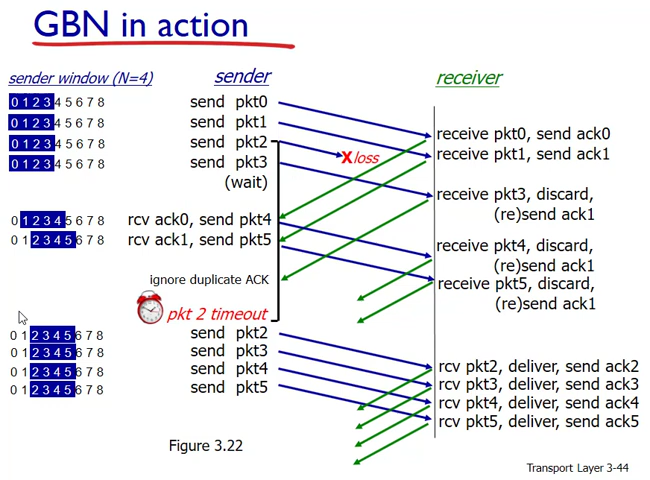 GBN in action
sender window (N=4)
sender
receiver
0 1 2 3 4 5 6 7 8
send pkt0
0 1 2 3 4 5 6 7 8
send pkt1
0 1 2 3 4 5 6 7 8
send pkt2
0 1 2 3 4 5 6 7 8
send pkt3
(wait)
X loss
receive pkt0, send ack0
receive pkt1, send ack1
receive pkt3, discard,
(re)send ack1
0 1 2 3 4 5 6 7 8
rcv ack0, send pkt4
0 1 2 3 4 5 6 7 8
rcv ack1, send pkt5
receive pkt4, discard,
(re)send ack1
receive pkt5, discard,
(re)send ack1
ignore duplicate ACK
pkt 2 timeout
0 1 2 3 4 5 6 7 8
send pkt2
0 1 2 3 4 5 6 7 8
send pkt3
0 1 2 3 4 5 6 7 8
send pkt4
0 1 2 3 4 5 6 7 8
send pkt5
rcv pkt2, deliver, send ack2
rcv pkt3, deliver, send ack3
rcv pkt4, deliver, send ack4
rcv pkt5, deliver, send ack5
Figure 3.22
Transport Layer 3-44